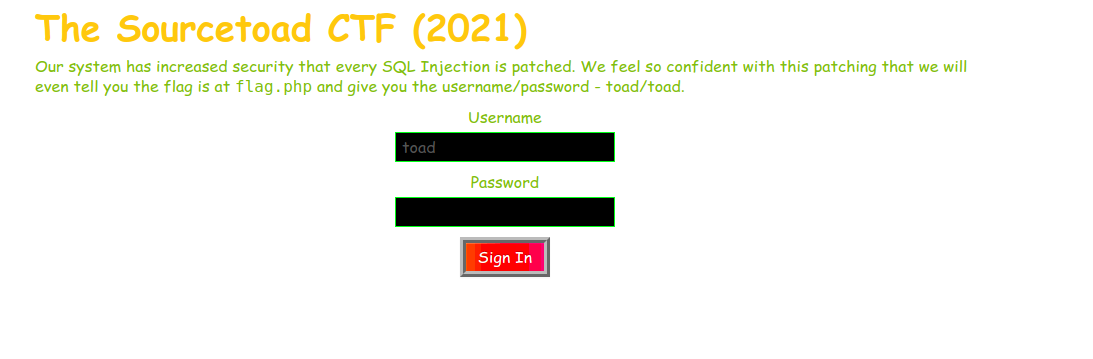 The Sourcetoad CTF (2021)
Our system has increased security that every SQL Injection is patched. We feel so confident with this patching that we will
even tell you the flag is at flag.php and give you the username/password - toad/toad.
Username
toad
Password
Sign In